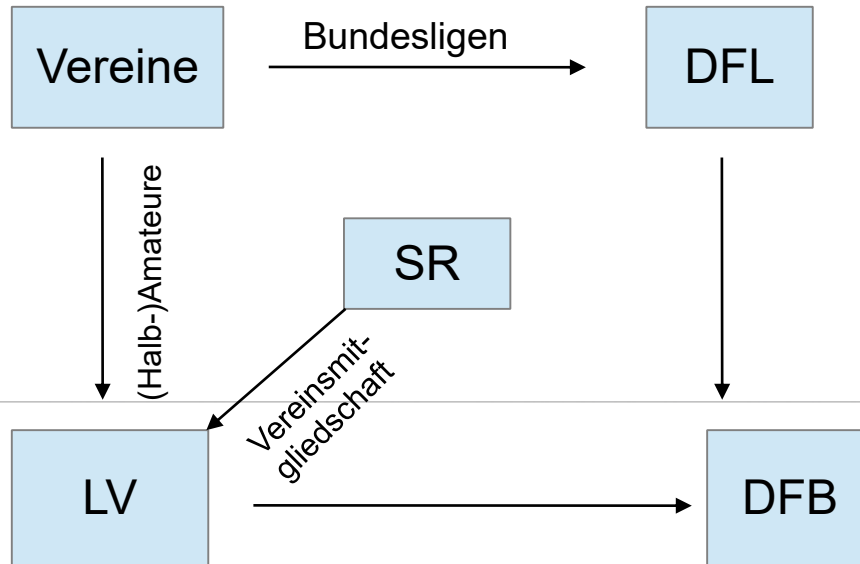 Vereine
Bundesligen
DFL
(Halb-)Amateure
SR
Vereinsmit-
gliedschaft
LV
DFB